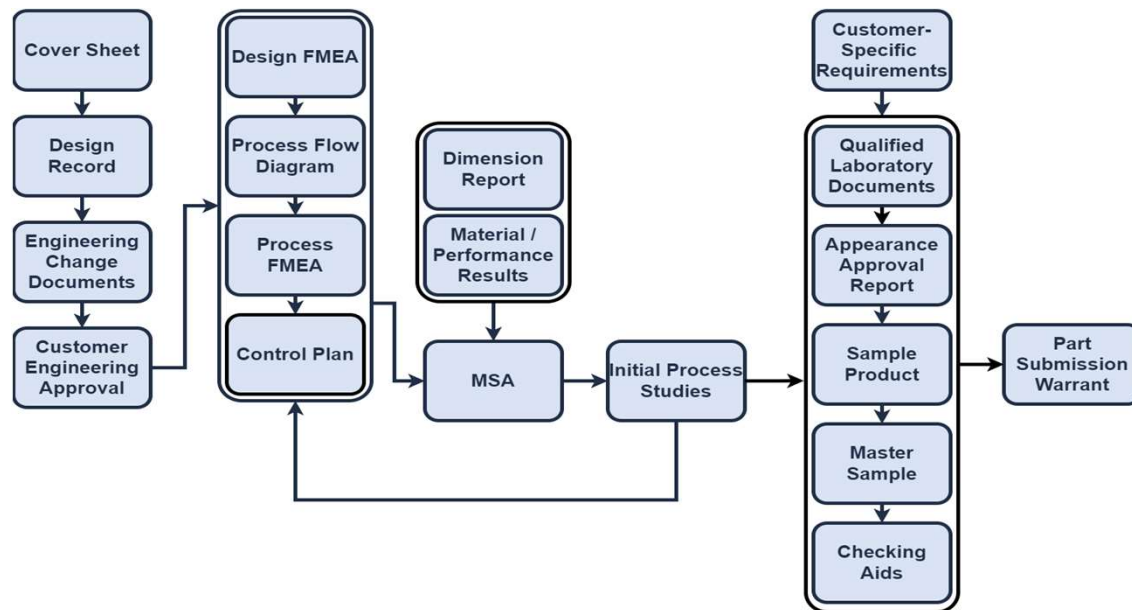 Cover Sheet
Design
Record
Engineering
Change
Documents
Customer
Engineering
Approval
Design FMEA
Process Flow
Diagram
Process
FMEA
Control Plan
Dimension
Report
Material /
Performance
Results
MSA
Initial Process
Studies
Customer-
Specific
Requirements
Qualified
Laboratory
Documents
Appearance
Approval
Report
Sample
Product
Master
Sample
Checking
Aids
Part
Submission
Warrant